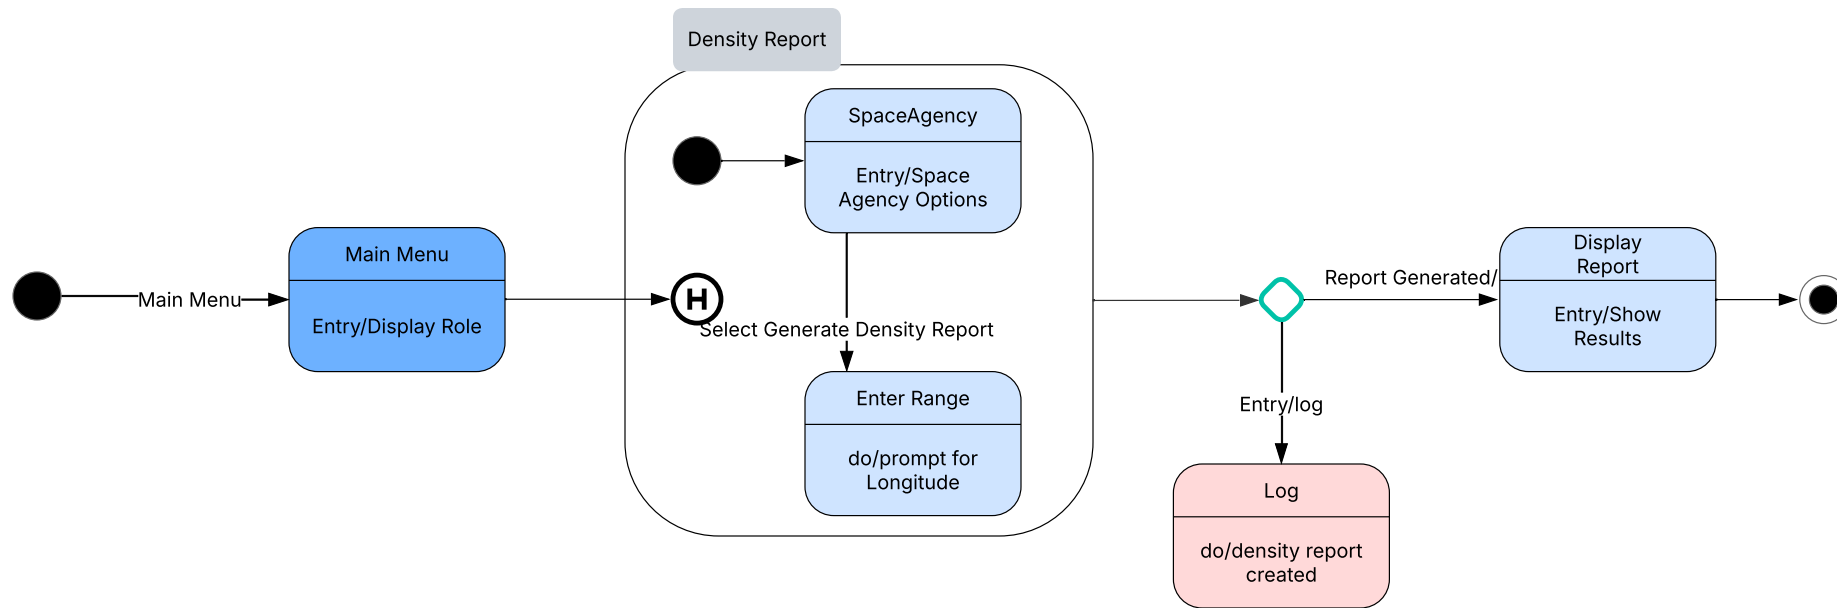 Density Report
SpaceAgency
Entry/Space
Agency Options
Main Menu
Main Menu
Entry/Display Role
H
Select Generate Density Report
Enter Range
do/prompt for
Longitude
Report Generated/
Display
Report
Entry/Show
Results
Entry/log
Log
do/density report
created